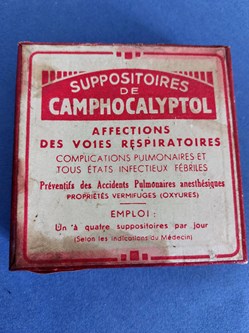 SUPPOSITOIRES
DE
CAMPHOCALYPTOL
AFFECTIONS
DES VOIES RESPIRATOIRES
COMPLICATIONS PULMONAIRES ET
TOUS ÉTATS INFECTIEUX FÉBRILES
Préventifs des Accidents Pulmonaires anesthésiques
PROPRIÉTÉS VERMIFUGES (OXYURES)
EMPLOI :
Un à quatre suppositoires par jour
(Selon les indications du Médecin)